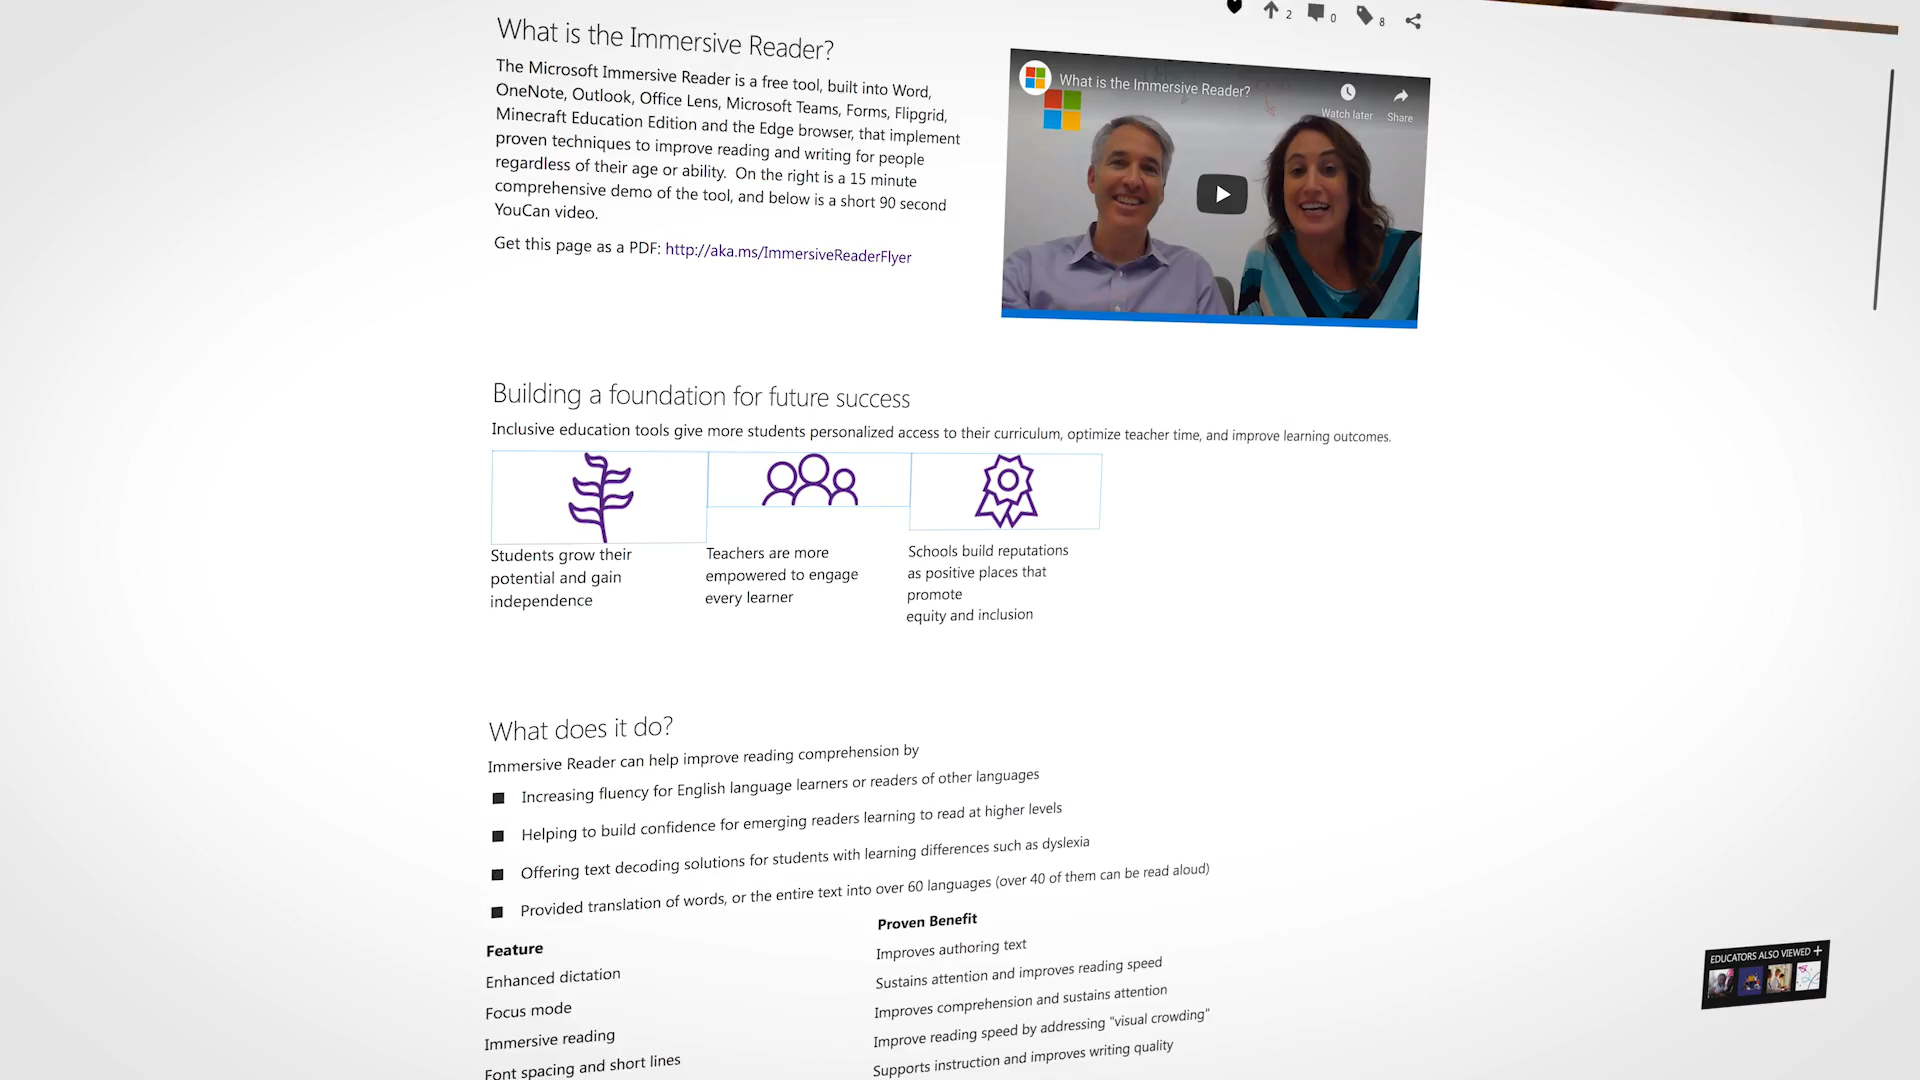 What is the Immersive Reader?
The Microsoft Immersive Reader is a free tool, built into Word,
OneNote, Outlook, Office Lens, Microsoft Teams, Forms, Flipgrid,
Minecraft Education Edition and the Edge browser, that implement
proven techniques to improve reading and writing for people
regardless of their age or ability. On the right is a 15 minute
comprehensive demo of the tool, and below is a short 90 second
YouCan video.
Get this page as a PDF: http://aka.ms/ImmersiveReaderFlyer
2
0
8
What is the Immersive Reader?
Watch later
Share
Building a foundation for future success
Inclusive education tools give more students personalized access to their curriculum, optimize teacher time, and improve learning outcomes.
Students grow their
potential and gain
independence
Teachers are more
empowered to engage
every learner
Schools build reputations
as positive places that
promote
equity and inclusion
What does it do?
Immersive Reader can help improve reading comprehension by
■ Increasing fluency for English language learners or readers of other languages
■ Helping to build confidence for emerging readers learning to read at higher levels
■ Offering text decoding solutions for students with learning differences such as dyslexia
■ Provided translation of words, or the entire text into over 60 languages (over 40 of them can be read aloud)
Feature
Enhanced dictation
Focus mode
Immersive reading
Font spacing and short lines
Proven Benefit
Improves authoring text
Sustains attention and improves reading speed
Improves comprehension and sustains attention
Improve reading speed by addressing "visual crowding"
Supports instruction and improves writing quality
EDUCATORS ALSO VIEWED +